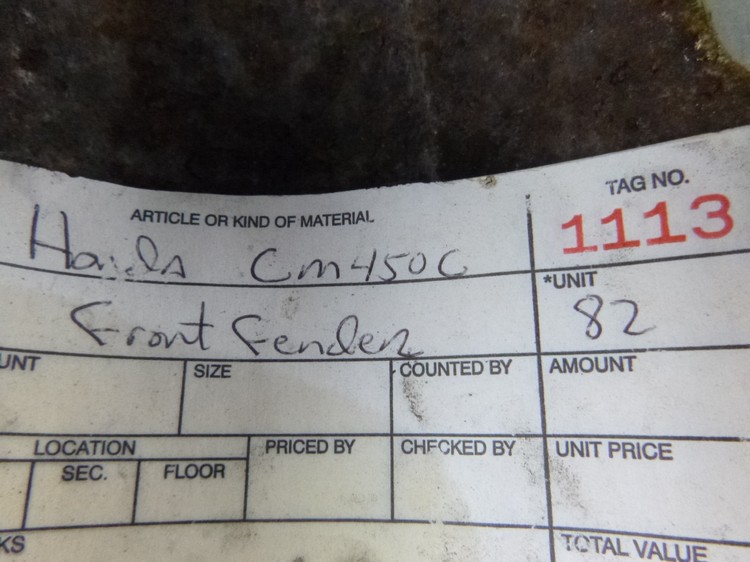 TAG NO.
ARTICLE OR KIND OF MATERIAL
1113
Honda Cm450C
*UNIT
Front Fender
82
UNT
SIZE
COUNTED BY
AMOUNT
LOCATION
PRICED BY
CHECKED BY
UNIT PRICE
SEC.
FLOOR
KS
TOTAL VALUE